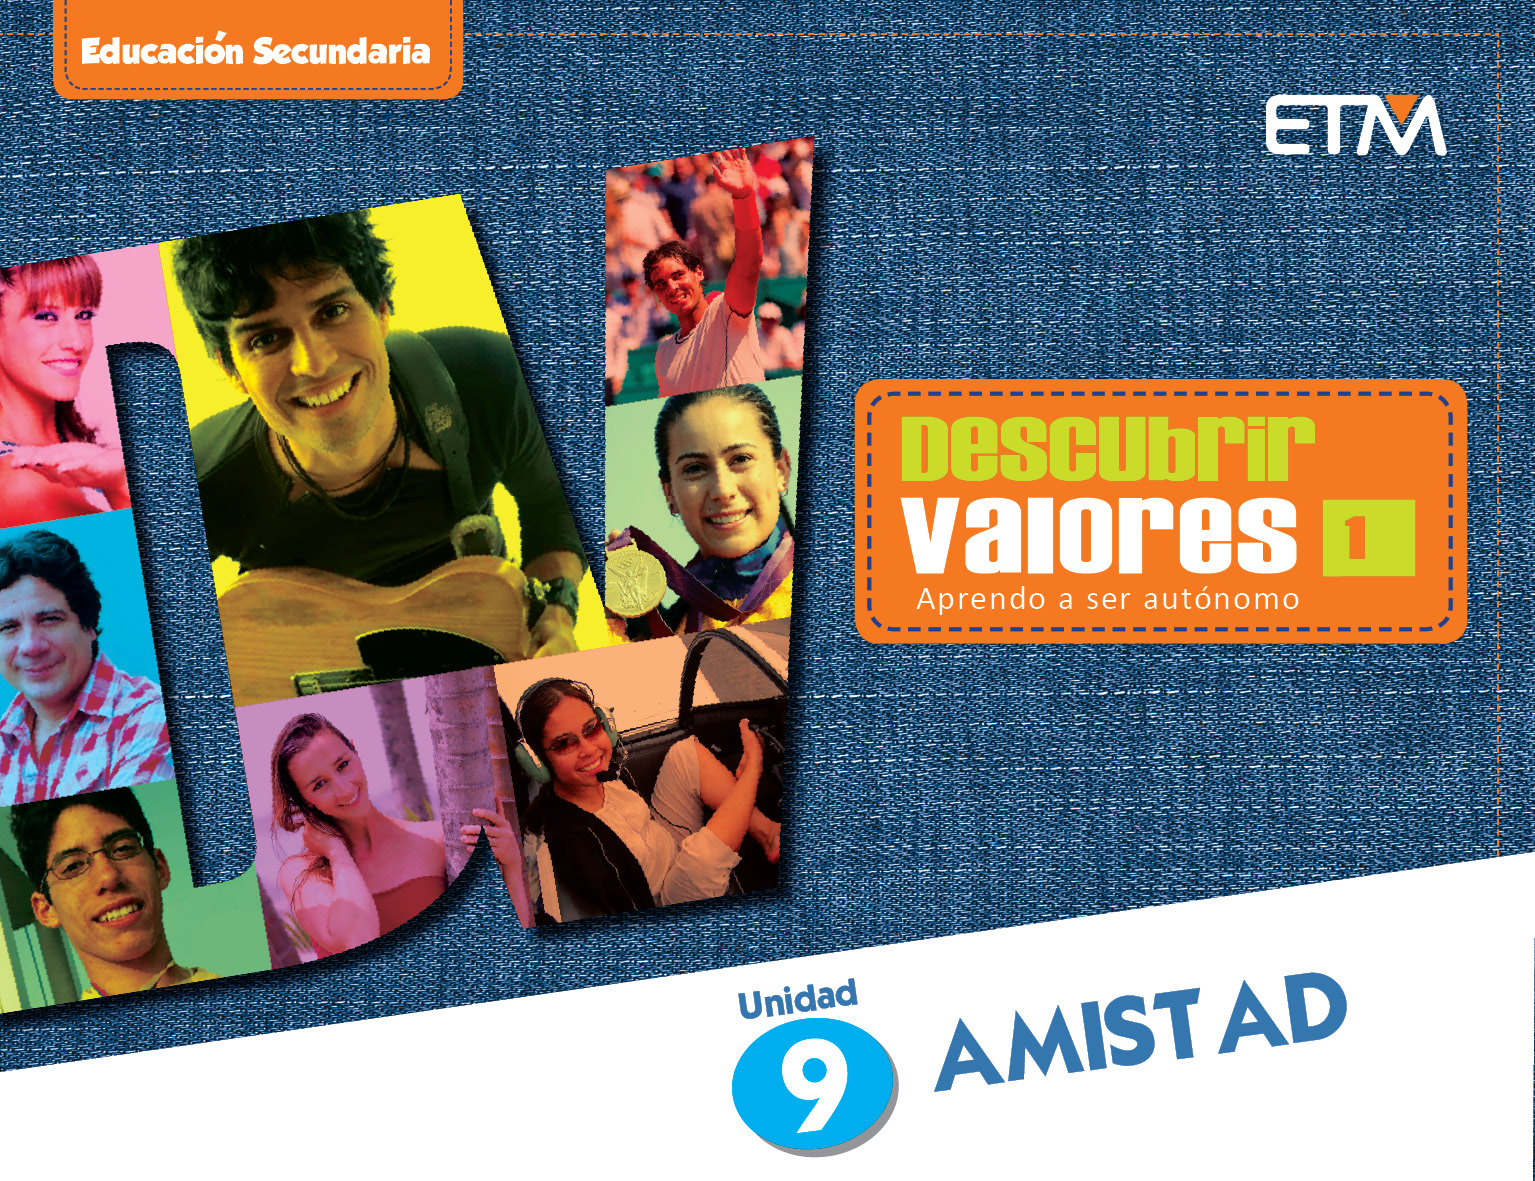 Educación Secundaria
ETM
Descubrir
valores 1
Aprendo a ser autónomo
Unidad
9
AMISTAD